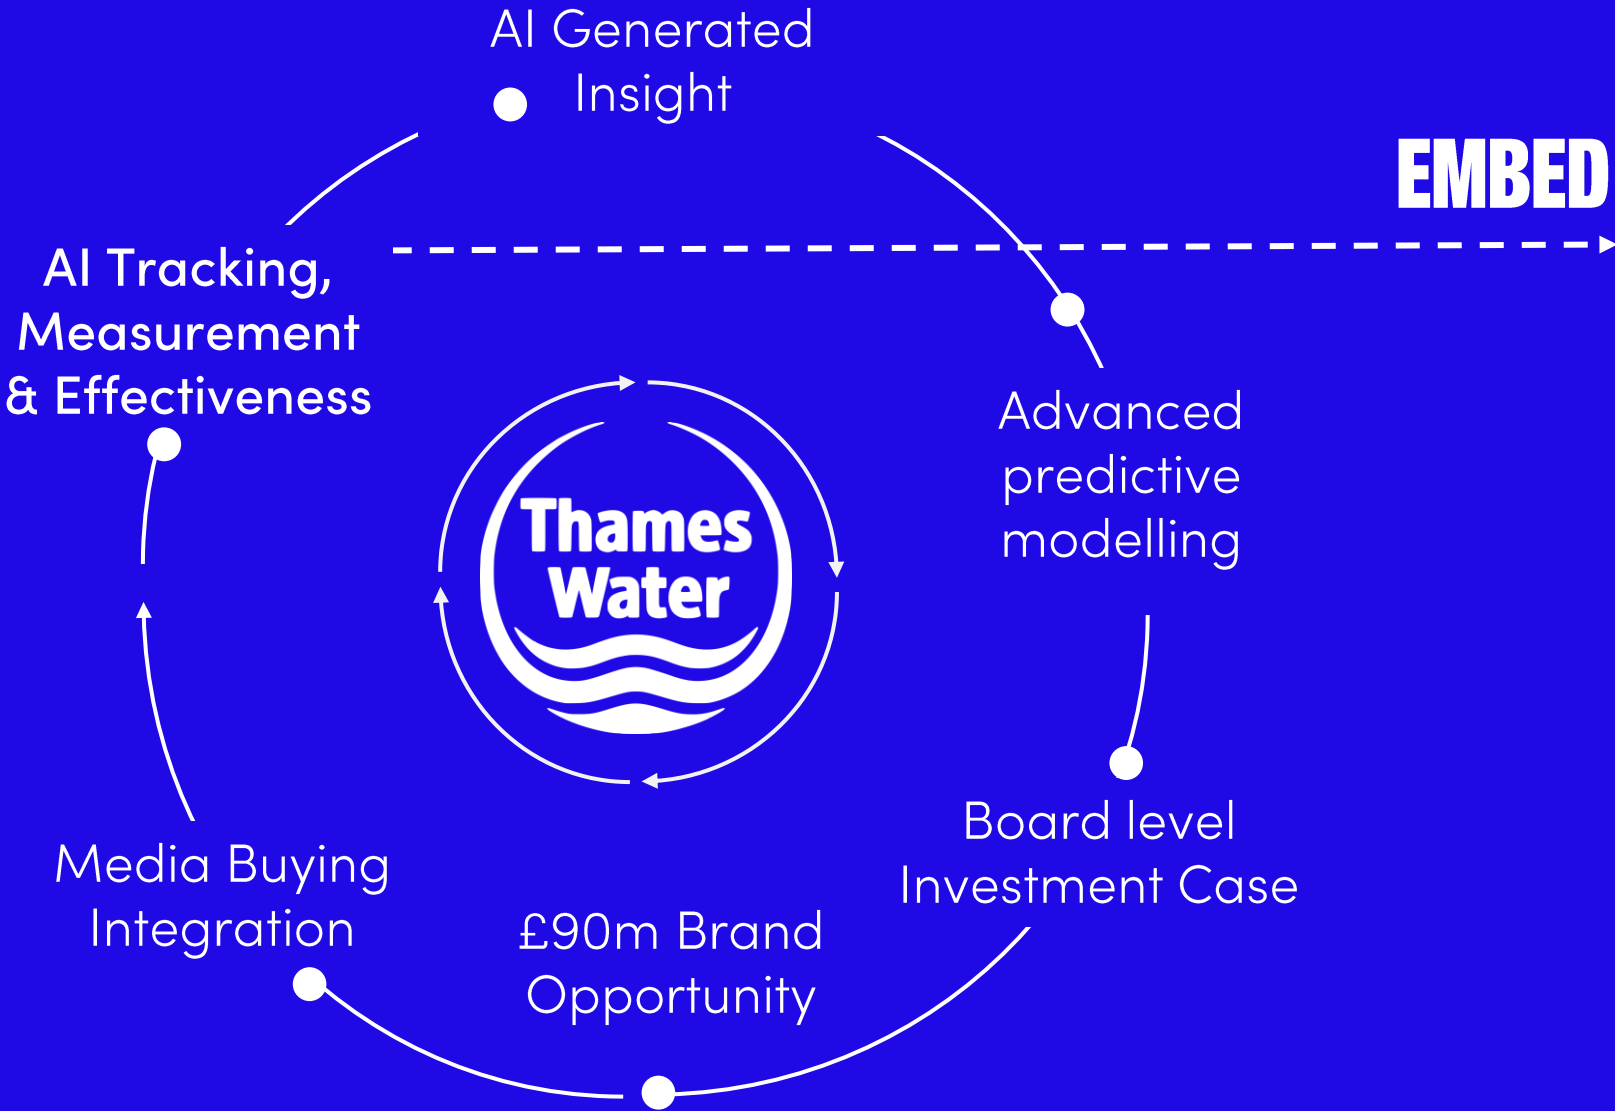 AI Generated
Insight
EMBED
AI Tracking,
Measurement
& Effectiveness
Advanced
predictive
modelling
Thames
Water
Board level
Investment Case
Media Buying
Integration
£90m Brand
Opportunity